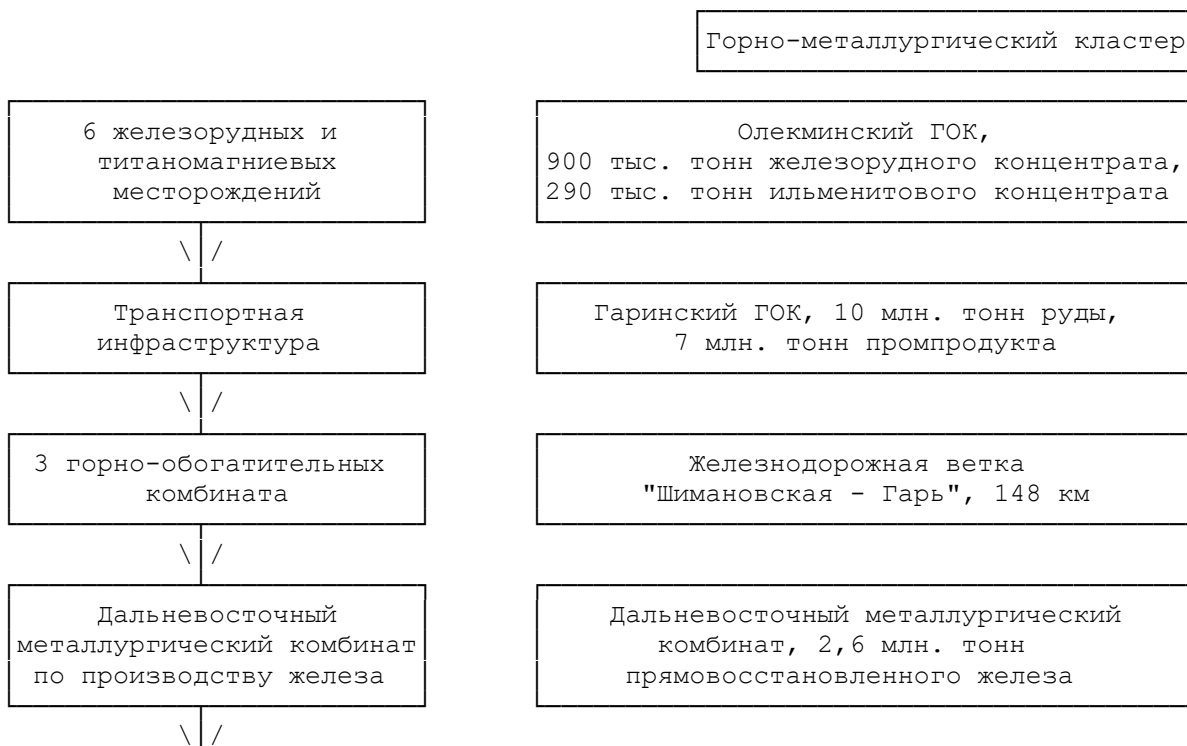 Горно-металлургический кластер
6 железорудных и
титаномагниевых
месторождений
Олекминский ГОК,
900 тыс. тонн железорудного концентрата,
290 тыс. тонн ильменитового концентрата
Транспортная
инфраструктура
Гаринский ГОК, 10 млн. тонн руды,
7 млн. тонн промпродукта
3 горно-обогатительных
комбината
Железнодорожная ветка
"Шимановская - Гарь", 148 км
Дальневосточный
металлургический комбинат
по производству железа
Дальневосточный металлургический
комбинат, 2,6 млн. тонн
прямовосстановленного железа